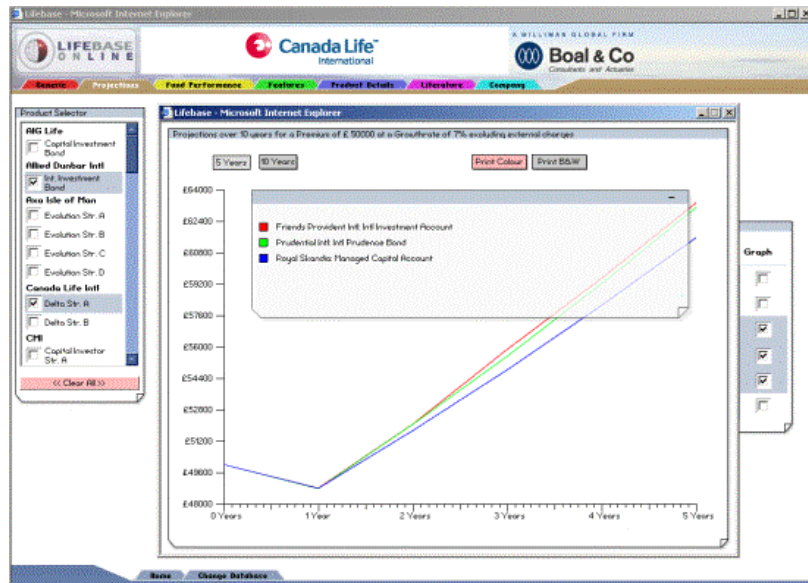 Lifebase - Microsoft Internet Explorer
LIFEBASE
ONLINE
Canada Life™
International
A MILLIMAN GLOBAL FIRM
Boal & Co
Consultants and Actuaries
Generic Projections Fund Performance Features Product Details Literature Company
Product Selector
AIG Life
Capital Investment
Bond
Allied Dunbar Intl
Int. Investment
Bond
Axa Isle of Man
Evolution Str. A
Evolution Str. B
Evolution Str. C
Evolution Str. D
Canada Life Intl
Delta Str. A
Delta Str. B
CMI
Capital Investor
Str. A
<< Clear All >>
Lifebase - Microsoft Internet Explorer
Projections over 10 years for a Premium of £ 50000 at a Growthrate of 7% excluding external charges
5 Years 10 Years Print Colour Print B&W
Friends Provident Intl: Intl Investment Account
Prudential Intl: Intl Prudence Bond
Royal Skandia: Managed Capital Account
£64000
£62400
£60800
£59200
£57600
£56000
£54400
£52800
£51200
£49600
£48000
0 Years 1 Year 2 Years 3 Years 4 Years 5 Years
Graph
Home Change Database